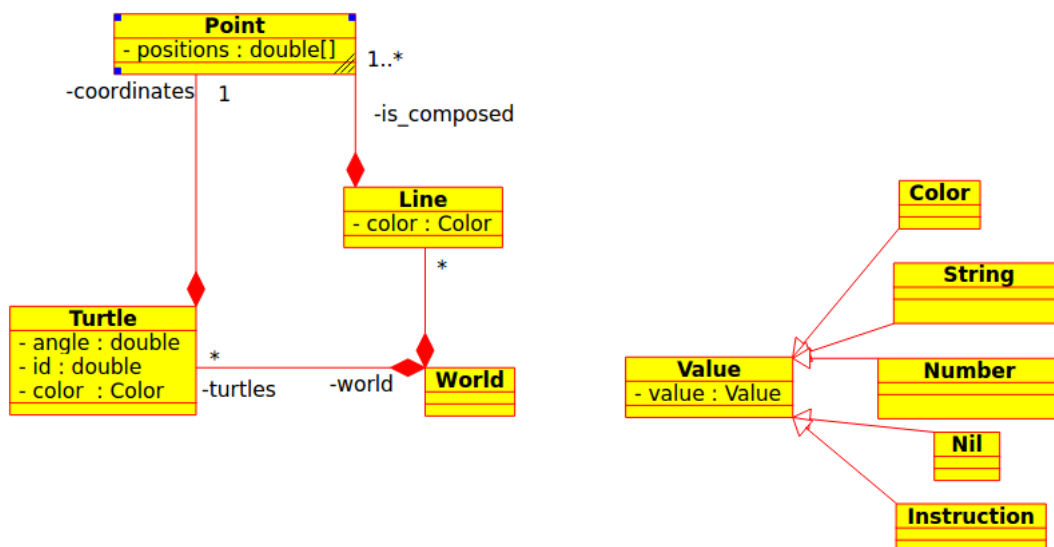 Point
- positions : double[]
1..*
-coordinates
1
-is_composed
Line
- color : Color
*
Turtle
- angle : double
- id : double
- color  : Color
*
-turtles
-world
World
Color
String
Value
- value : Value
Number
Nil
Instruction